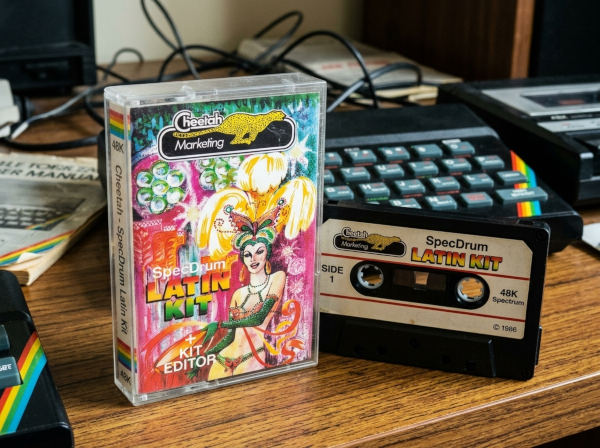 48K
Cheetah - SpecDrum Latin Kit
Cheetah
Marketing
SpecDrum
LATIN
KIT
+
KIT
EDITOR
Cheetah
Marketing
SpecDrum
LATIN KIT
SIDE
1
48K
Spectrum
© 1986